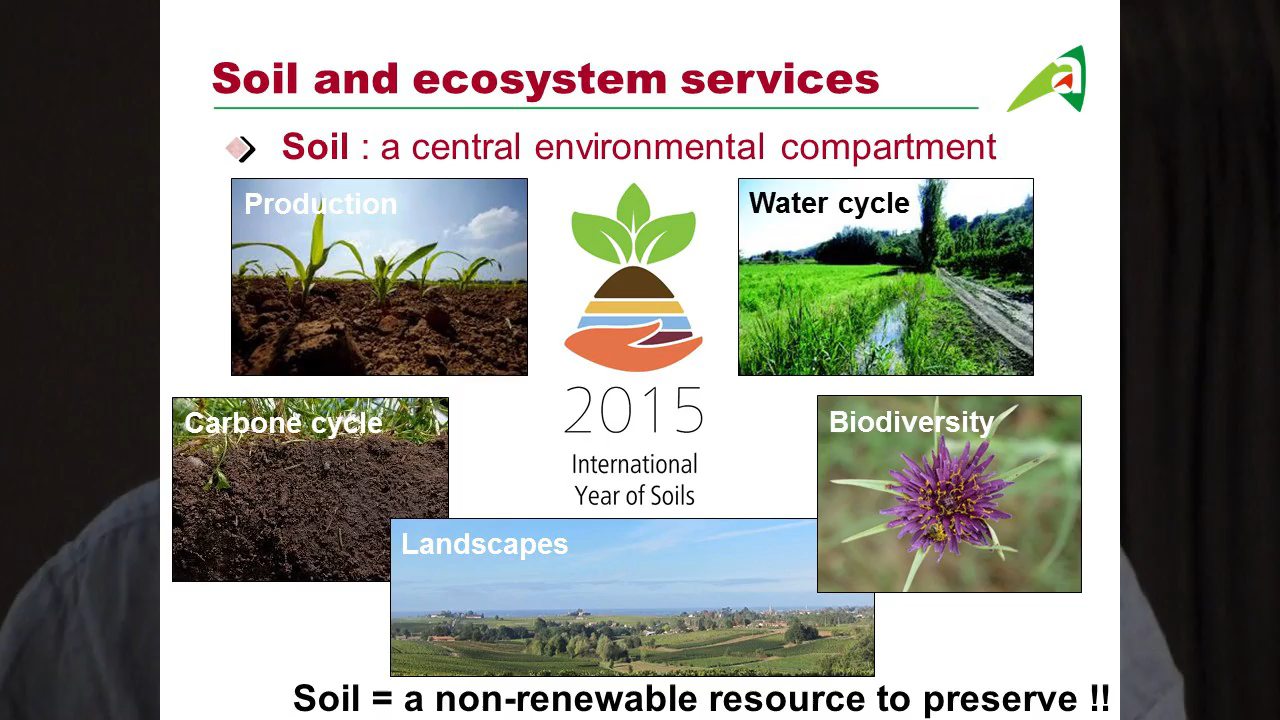 Soil and ecosystem services
a
Soil : a central environmental compartment
Production
Water cycle
2015
International
Year of Soils
Carbone cycle
Biodiversity
Landscapes
Soil = a non-renewable resource to preserve !!